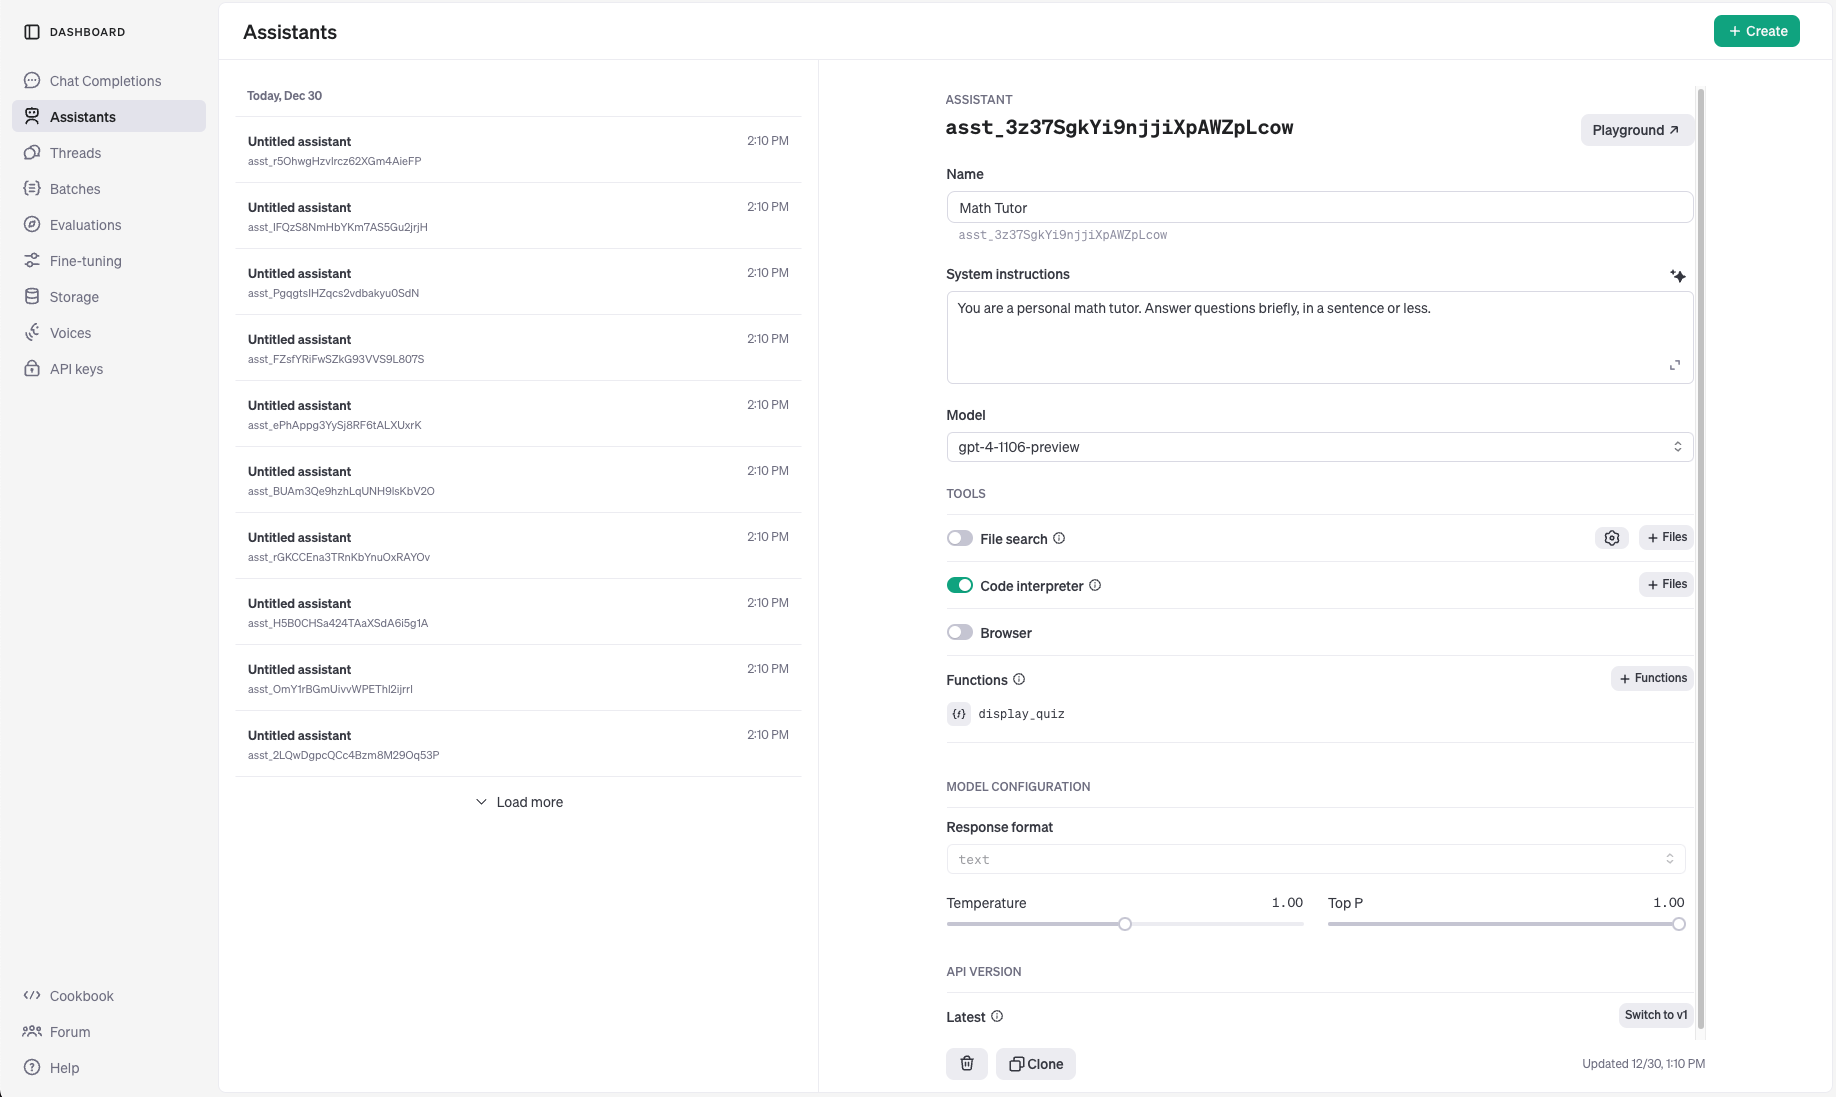 DASHBOARD
Chat Completions
Assistants
Threads
Batches
Evaluations
Fine-tuning
Storage
Voices
API keys
Cookbook
Forum
Help
Assistants
+ Create
Today, Dec 30
Untitled assistant 2:10 PM
asst_r5OhwgHzvlrcz62XGm4AieFP
Untitled assistant 2:10 PM
asst_IFQzS8NmHbYKm7AS5Gu2jrjH
Untitled assistant 2:10 PM
asst_PgqgtsIHZqcs2vdbakyu0SdN
Untitled assistant 2:10 PM
asst_FZsfYRiFwSZkG93VVS9L807S
Untitled assistant 2:10 PM
asst_ePhAppg3YySj8RF6tALXUxrK
Untitled assistant 2:10 PM
asst_BUAm3Qe9hzhLqUNH9lsKbV2O
Untitled assistant 2:10 PM
asst_rGKCCEna3TRnKbYnuOxRAYOv
Untitled assistant 2:10 PM
asst_H5B0CHSa424TAaXSdA6i5g1A
Untitled assistant 2:10 PM
asst_OmY1rBGmUivvWPEThl2ijrrI
Untitled assistant 2:10 PM
asst_2LQwDgpcQCc4Bzm8M29Oq53P
Load more
ASSISTANT
asst_3z37SgkYi9njjiXpAWZpLcow
Playground
Name
Math Tutor
asst_3z37SgkYi9njjiXpAWZpLcow
System instructions
You are a personal math tutor. Answer questions briefly, in a sentence or less.
Model
gpt-4-1106-preview
TOOLS
File search + Files
Code interpreter + Files
Browser
Functions + Functions
display_quiz
MODEL CONFIGURATION
Response format
text
Temperature 1.00
Top P 1.00
API VERSION
Latest Switch to v1
Clone
Updated 12/30, 1:10 PM